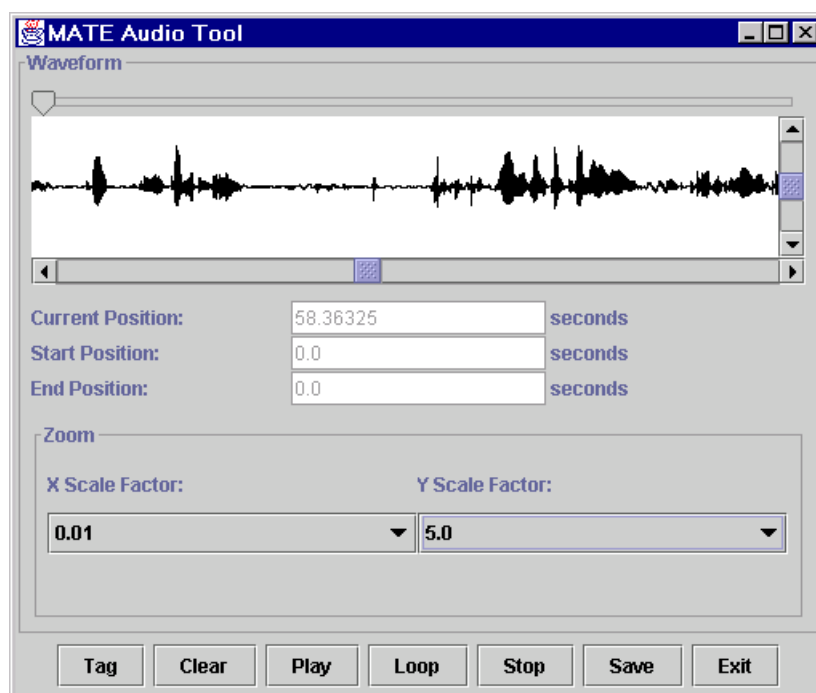 MATE Audio Tool
Waveform
Current Position: 58.36325 seconds
Start Position: 0.0 seconds
End Position: 0.0 seconds
Zoom
X Scale Factor: Y Scale Factor:
0.01 5.0
Tag Clear Play Loop Stop Save Exit